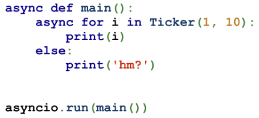 async def main():
    async for i in Ticker(1, 10):
        print(i)
    else:
        print('hm?')
asyncio.run(main())